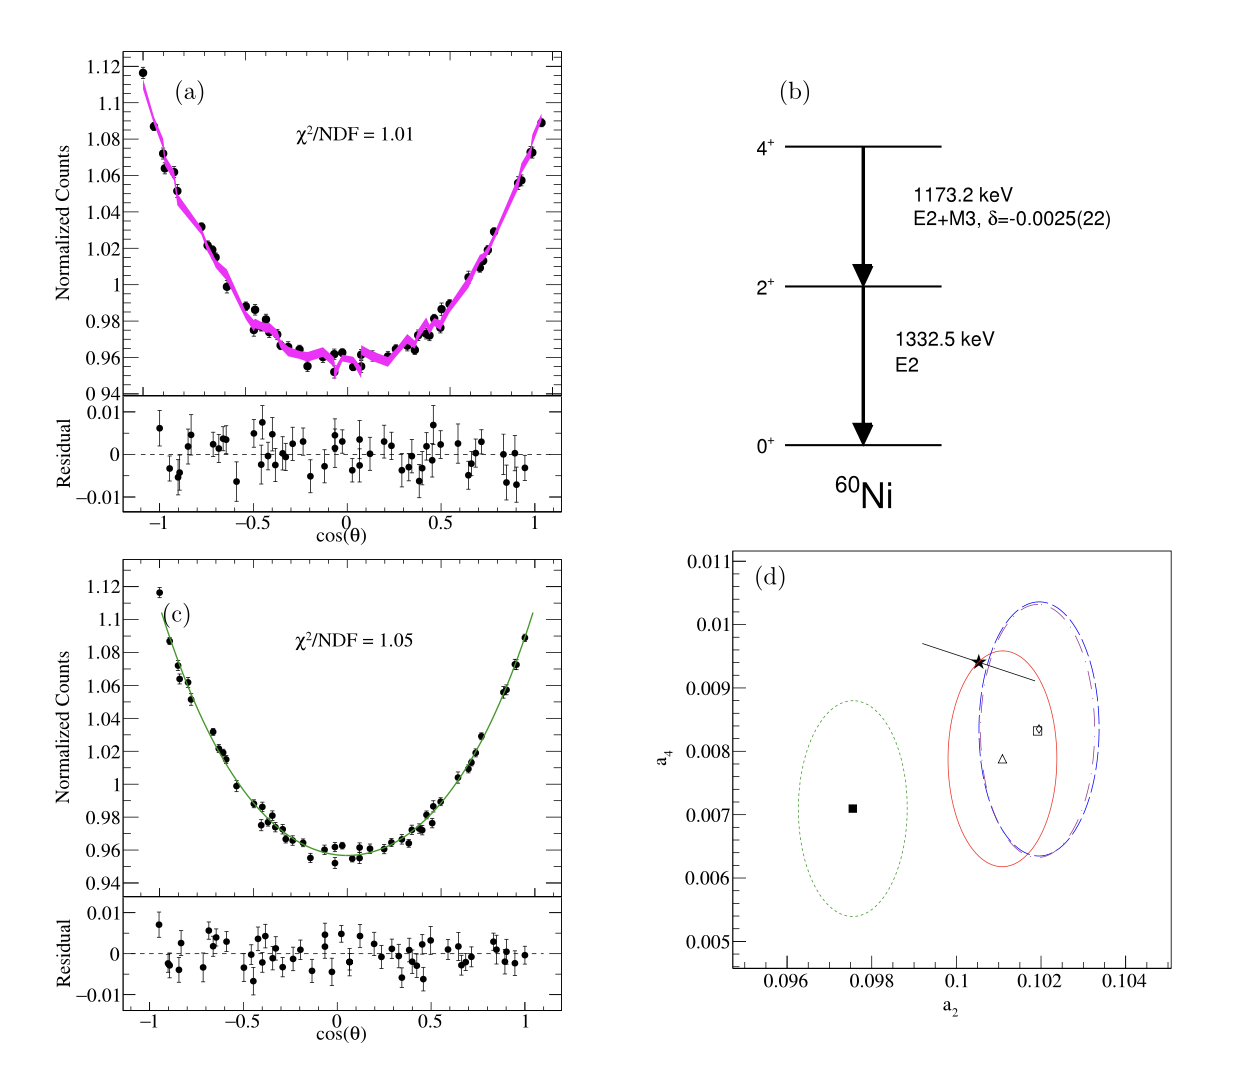 (a)
χ²/NDF = 1.01
Normalized Counts
1.12
1.1
1.08
1.06
1.04
1.02
1
0.98
0.96
0.94
Residual
0.01
0
−0.01
−1
−0.5
0
0.5
1
cos(θ)
(b)
4⁺
1173.2 keV
E2+M3, δ=-0.0025(22)
2⁺
1332.5 keV
E2
0⁺
⁶⁰Ni
(c)
χ²/NDF = 1.05
Normalized Counts
1.12
1.1
1.08
1.06
1.04
1.02
1
0.98
0.96
0.94
Residual
0.01
0
−0.01
−1
−0.5
0
0.5
1
cos(θ)
(d)
a₄
0.011
0.01
0.009
0.008
0.007
0.006
0.005
0.096
0.098
0.1
0.102
0.104
a₂